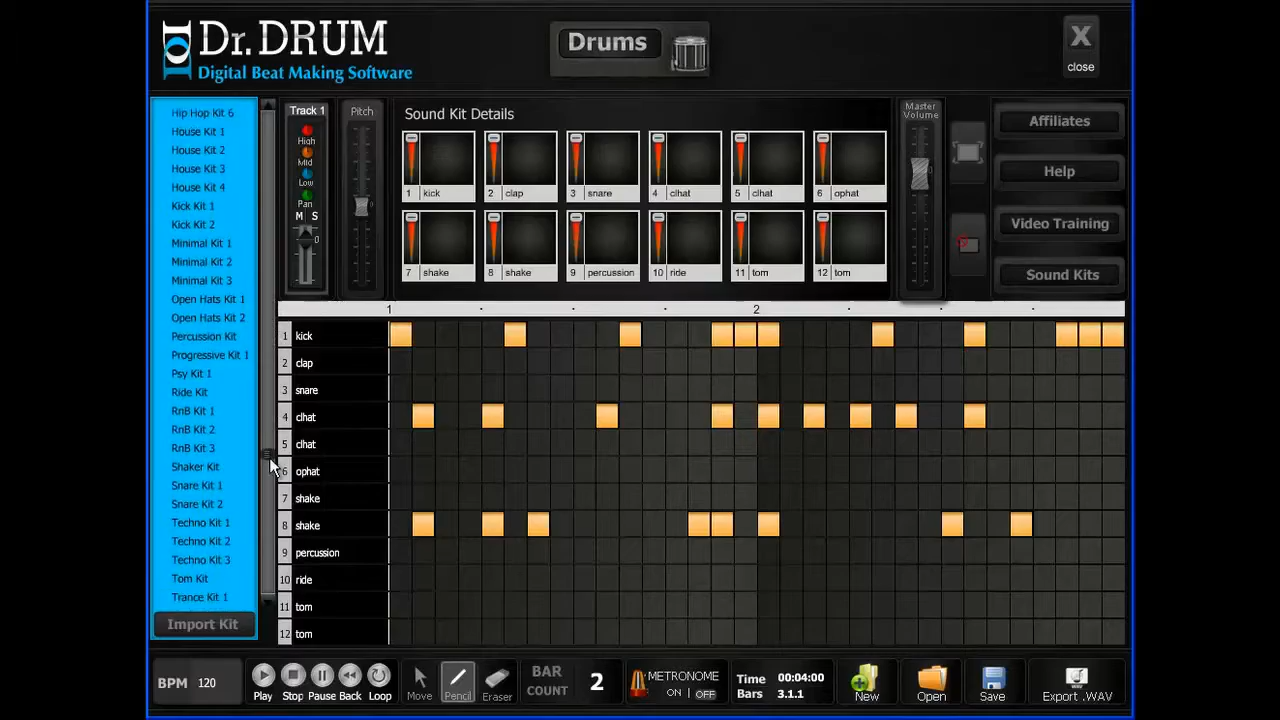 Dr. DRUM
Digital Beat Making Software
Drums
X
close
Hip Hop Kit 6
House Kit 1
House Kit 2
House Kit 3
House Kit 4
Kick Kit 1
Kick Kit 2
Minimal Kit 1
Minimal Kit 2
Minimal Kit 3
Open Hats Kit 1
Open Hats Kit 2
Percussion Kit
Progressive Kit 1
Psy Kit 1
Ride Kit
RnB Kit 1
RnB Kit 2
RnB Kit 3
Shaker Kit
Snare Kit 1
Snare Kit 2
Techno Kit 1
Techno Kit 2
Techno Kit 3
Tom Kit
Trance Kit 1
Import Kit
Track 1
High
Mid
Low
Pan
M S
0
Pitch
0
Sound Kit Details
1 kick
2 clap
3 snare
4 clhat
5 clhat
6 ophat
7 shake
8 shake
9 percussion
10 ride
11 tom
12 tom
Master
Volume
0
Affiliates
Help
Video Training
Sound Kits
1 2
1 kick
2 clap
3 snare
4 clhat
5 clhat
6 ophat
7 shake
8 shake
9 percussion
10 ride
11 tom
12 tom
BPM 120
Play
Stop
Pause
Back
Loop
Move
Pencil
Eraser
BAR
COUNT
2
METRONOME
ON | OFF
Time 00:04:00
Bars 3.1.1
New
Open
Save
Export .WAV